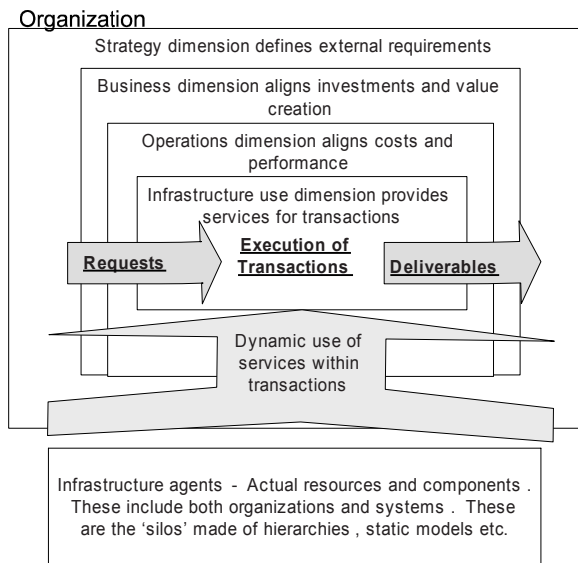 Organization
Strategy dimension defines external requirements
Business dimension aligns investments and value
creation
Operations dimension aligns costs and
performance
Infrastructure use dimension provides
services for transactions
Requests
Execution of
Transactions
Deliverables
Dynamic use of
services within
transactions
Infrastructure agents - Actual resources and components .
These include both organizations and systems . These
are the ‘silos’ made of hierarchies , static models etc.